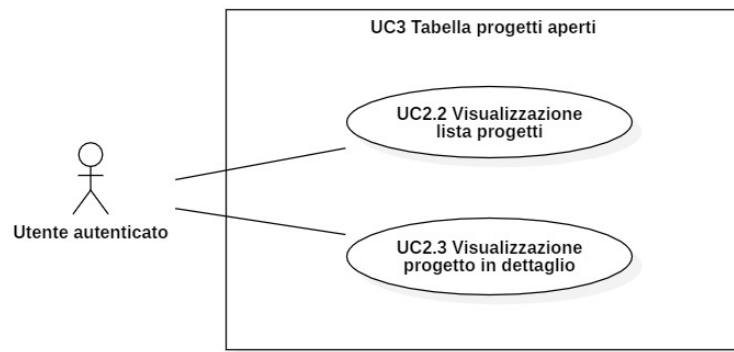 UC3 Tabella progetti aperti
UC2.2 Visualizzazione
lista progetti
Utente autenticato
UC2.3 Visualizzazione
progetto in dettaglio